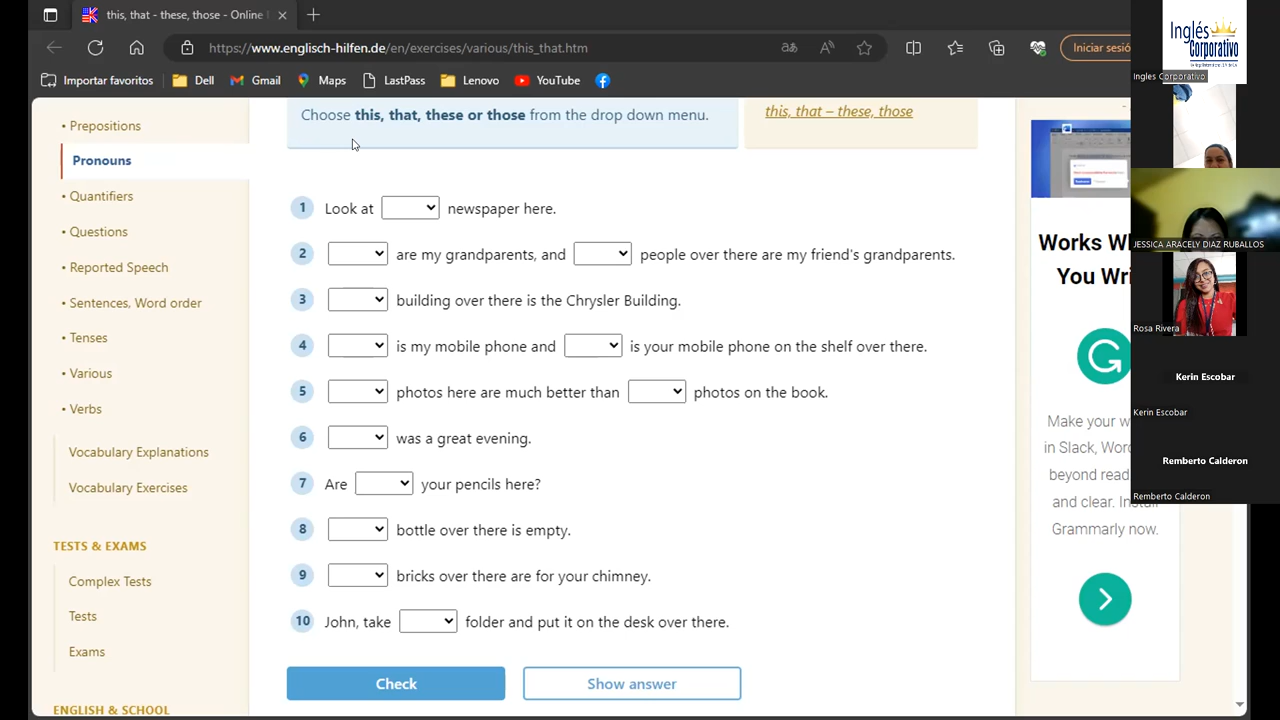 this, that - these, those - Online
https://www.englisch-hilfen.de/en/exercises/various/this_that.htm
Iniciar sesió
Importar favoritos
Dell
Gmail
Maps
LastPass
Lenovo
YouTube
Choose this, that, these or those from the drop down menu.
this, that – these, those
• Prepositions
Pronouns
• Quantifiers
• Questions
• Reported Speech
• Sentences, Word order
• Tenses
• Various
• Verbs
Vocabulary Explanations
Vocabulary Exercises
TESTS & EXAMS
Complex Tests
Tests
Exams
ENGLISH & SCHOOL
1 Look at newspaper here.
2 are my grandparents, and people over there are my friend's grandparents.
3 building over there is the Chrysler Building.
4 is my mobile phone and is your mobile phone on the shelf over there.
5 photos here are much better than photos on the book.
6 was a great evening.
7 Are your pencils here?
8 bottle over there is empty.
9 bricks over there are for your chimney.
10 John, take folder and put it on the desk over there.
Check
Show answer
Works W
You Wri
Make your w
in Slack, Wor
beyond read
and clear. Install
Grammarly now.
Inglés
Corporativo
Ingles Corporativo
JESSICA ARACELY DIAZ RUBALLOS
Rosa Rivera
Kerin Escobar
Kerin Escobar
Remberto Calderon
Remberto Calderon